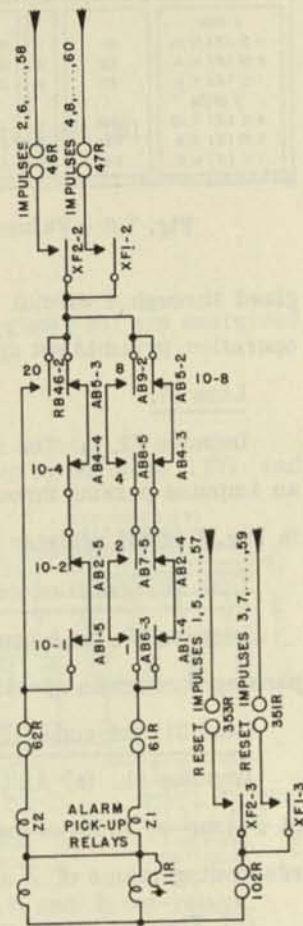 IMPULSES 2,6,....,58
46R
IMPULSES 4,8,....,60
47R
XF2-2
XF1-2
20
RB46-2
AB5-3
8
AB9-2
AB5-2
10-8
10-4
AB4-4
4
AB8-5
AB4-3
10-2
AB2-5
2
AB7-5
AB2-4
10-1
AB1-5
1
AB6-3
AB1-4
62R
61R
Z2
Z1
ALARM
PICK-UP
RELAYS
11R
RESET IMPULSES 1,5,....,57
353R
RESET IMPULSES 3,7,....,59
351R
XF2-3
XF1-3
102R